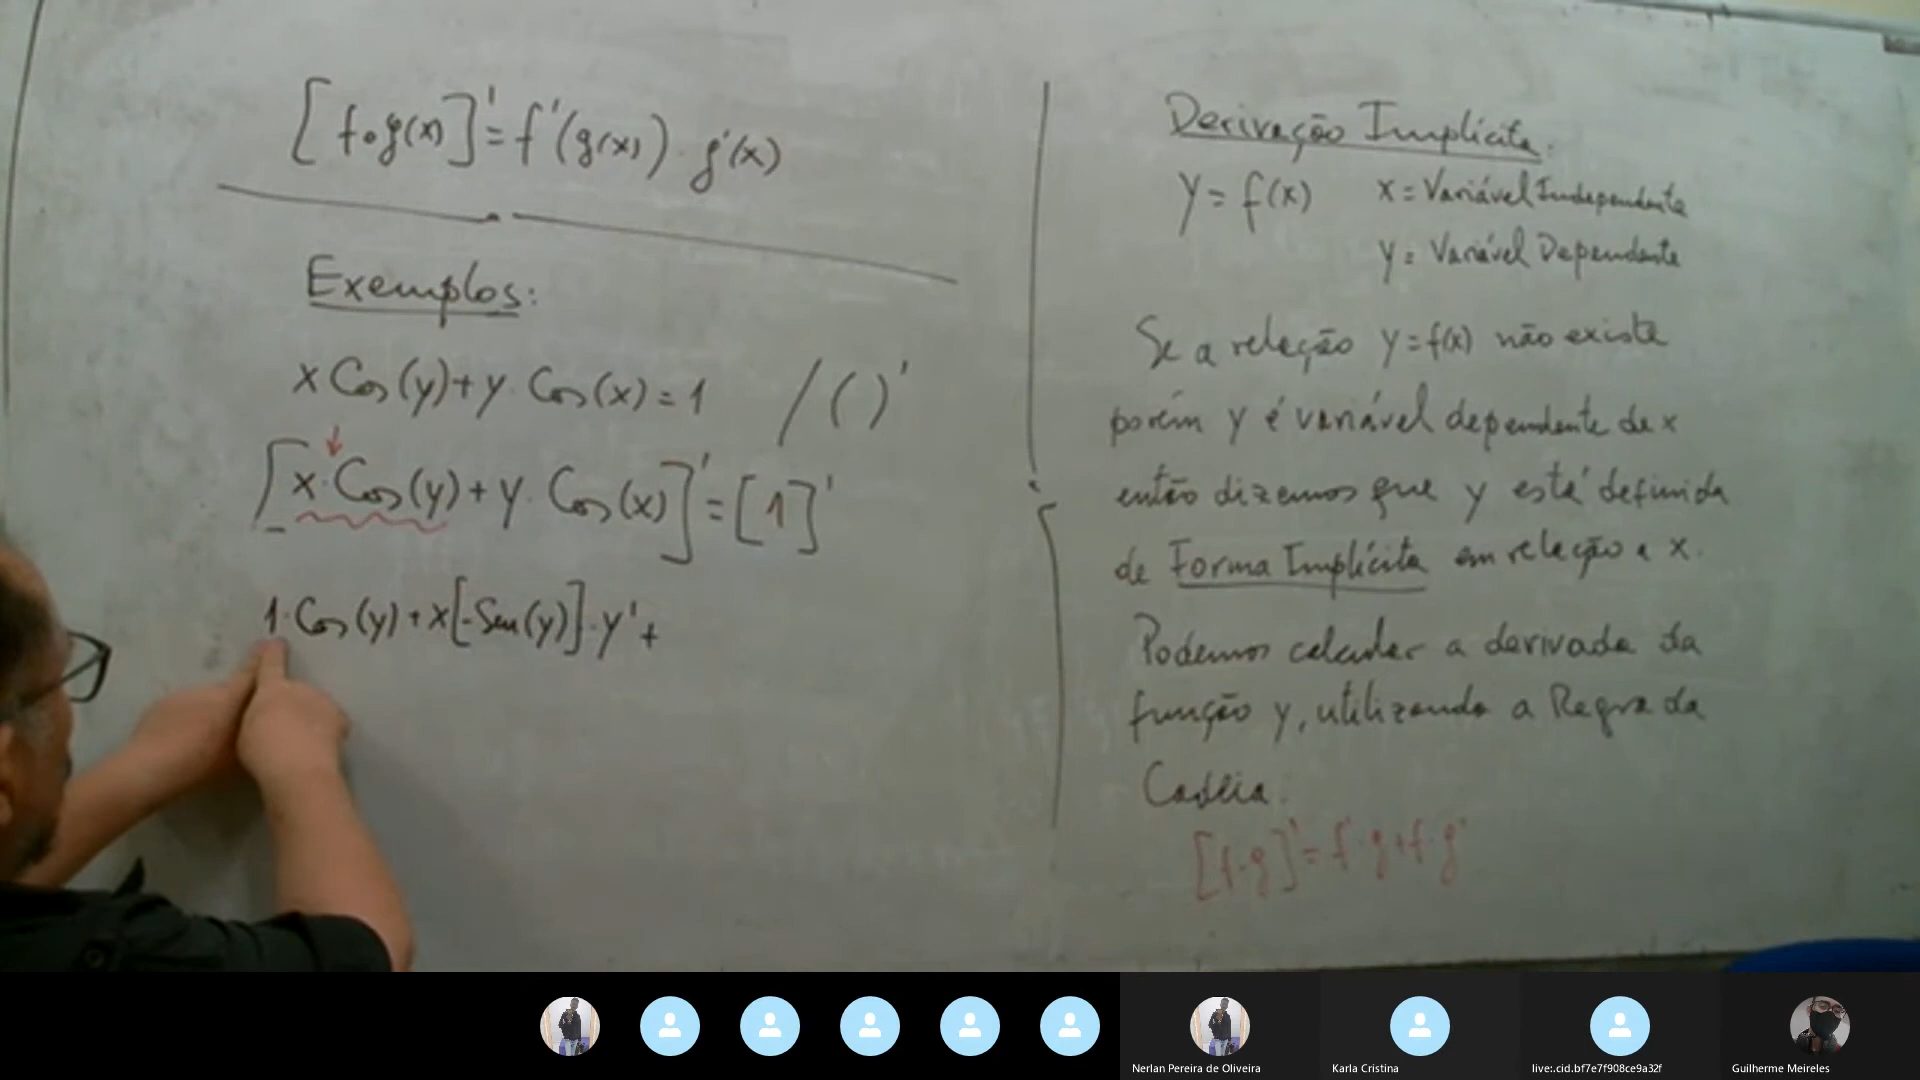 [f∘g(x)]' = f'(g(x)) · g'(x)
Exemplos:
x Cos(y) + y · Cos(x) = 1 / ( )'
[x · Cos(y) + y · Cos(x)]' = [1]'
1 · Cos(y) + x[-Sen(y)] · y' +
Derivação Implícita.
y = f(x) x = Variável Independente
y = Variável Dependente
Se a relação y = f(x) não existe
porém y é variável dependente de x
então dizemos que y está definida
de Forma Implícita em relação a x.
Podemos calcular a derivada da
função y, utilizando a Regra da
Cadeia.
[f·g]' = f'·g + f·g'
Nerlan Pereira de Oliveira
Karla Cristina
live:.cid.bf7e7f908ce9a32f
Guilherme Meireles